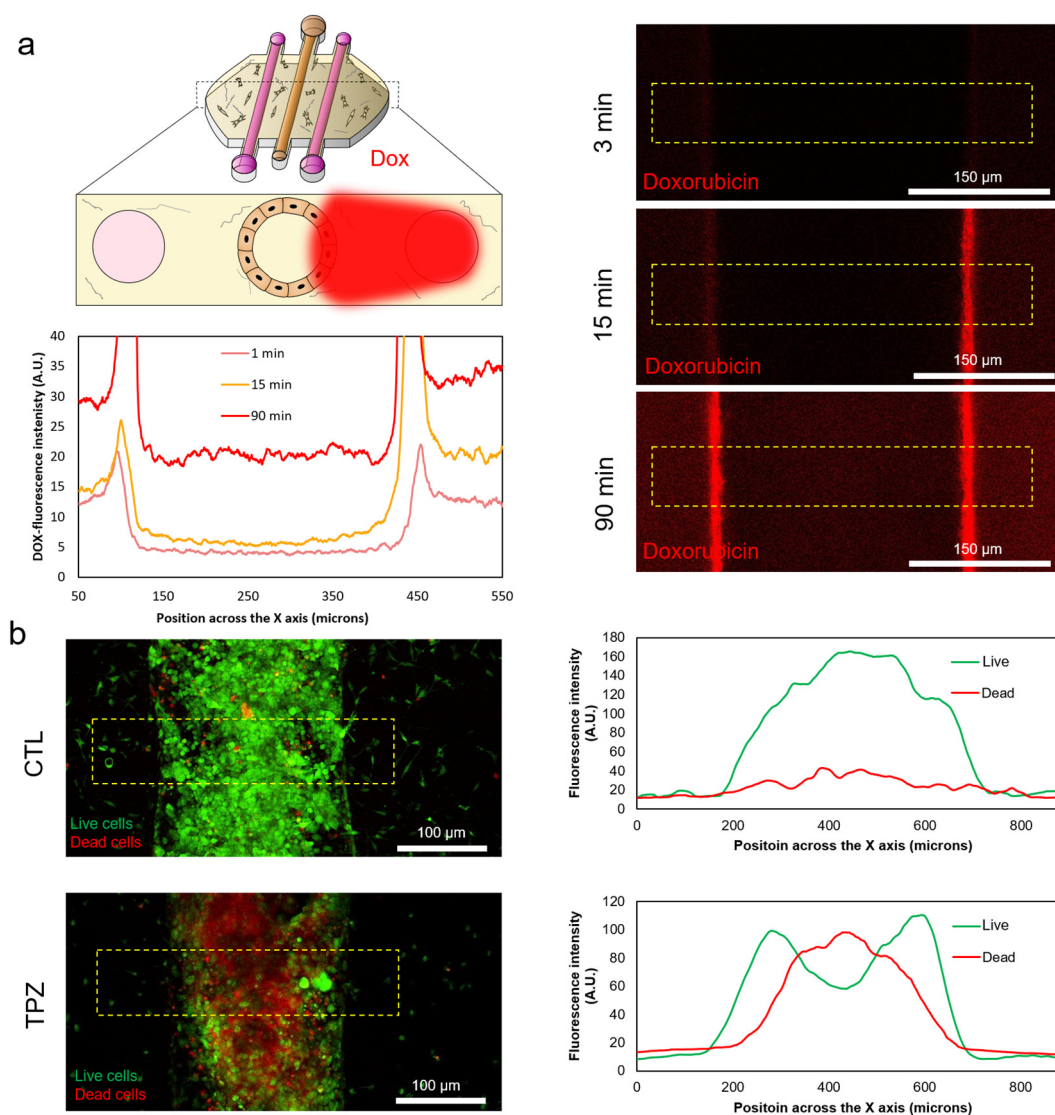 a
Dox
DOX-fluorescence intenisty (A.U.)
40
35
30
25
20
15
10
5
0
1 min
15 min
90 min
50
150
250
350
450
550
Position across the X axis (microns)
3 min
150 µm
Doxorubicin
15 min
150 µm
Doxorubicin
90 min
150 µm
Doxorubicin
b
CTL
Live cells
Dead cells
100 µm
Fluorescence intensity
(A.U.)
180
160
140
120
100
80
60
40
20
0
Live
Dead
0
200
400
600
800
Positoin across the X axis (microns)
TPZ
Live cells
Dead cells
100 µm
Fluorescence intensity
(A.U.)
120
100
80
60
40
20
0
Live
Dead
0
200
400
600
800
Positoin across the X axis (microns)